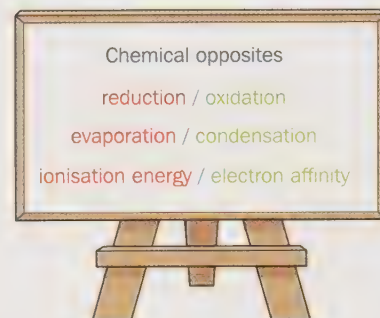 Chemical opposites
reduction / oxidation
evaporation / condensation
ionisation energy / electron affinity